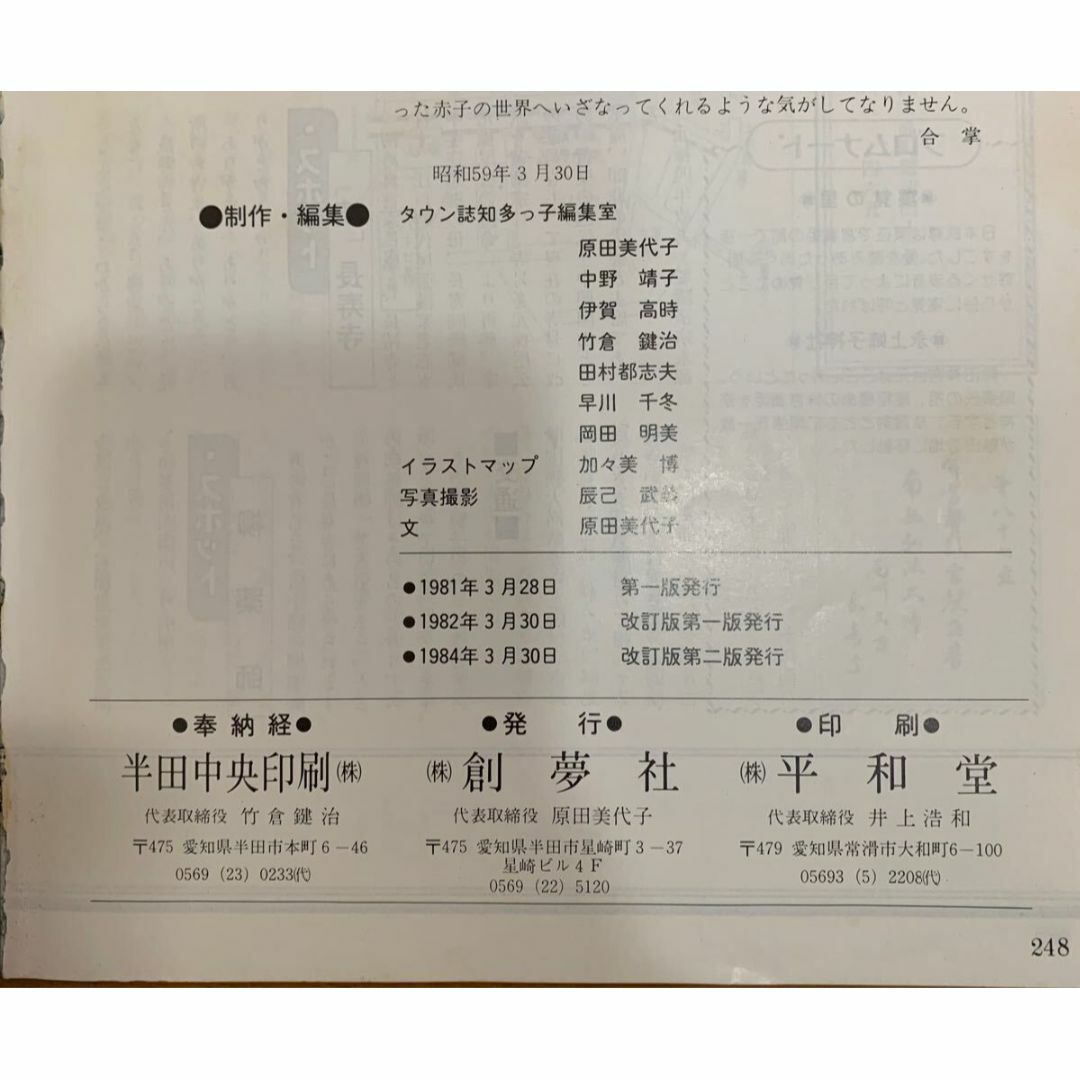 った赤子の世界へいざなってくれるような気がしてなりません。
合 掌
昭和59年3月30日
●制作・編集● タウン誌知多っ子編集室
原田美代子
中野 靖子
伊賀 高時
竹倉 鍵治
田村都志夫
早川 千冬
岡田 明美
イラストマップ 加々美 博
写真撮影 辰己 武
文 原田美代子
●1981年3月28日 第一版発行
●1982年3月30日 改訂版第一版発行
●1984年3月30日 改訂版第二版発行
●奉納経●
半田中央印刷㈱
代表取締役 竹倉鍵治
〒475 愛知県半田市本町6－46
0569（23）0233㈹
●発 行●
㈱創夢社
代表取締役 原田美代子
〒475 愛知県半田市星崎町3－37
星崎ビル4F
0569（22）5120
●印 刷●
㈱平和堂
代表取締役 井上浩和
〒479 愛知県常滑市大和町6－100
05693（5）2208㈹
248